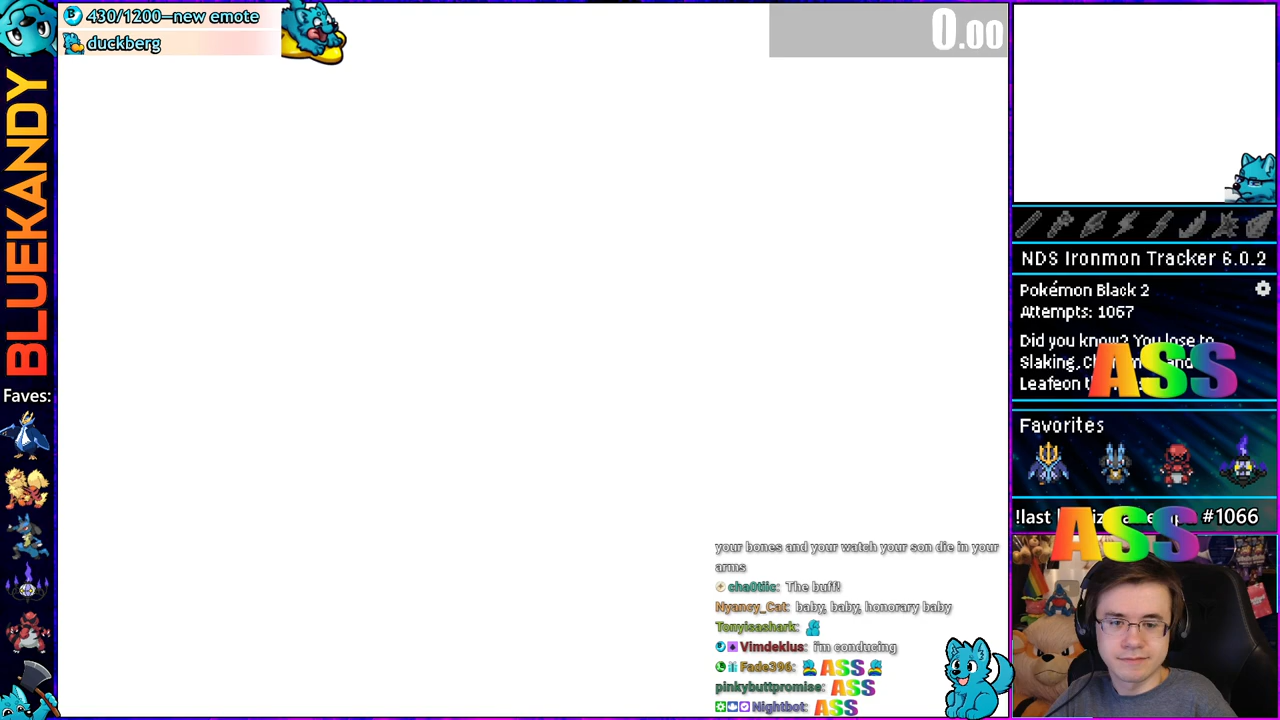 430/1200—new emote
duckberg
0.00
BLUEKANDY
Faves:
NDS Ironmon Tracker 6.0.2
Pokémon Black 2
Attempts: 1067
Did you know? You lose to
Slaking, and
Leafeon
ASS
Favorites
!last #1066
ASS
your bones and your watch your son die in your
arms
cha0tiic: The buff!
Nyancy_Cat: baby, baby, honorary baby
Tonyisashark:
Vimdeklus: i'm conducing
Fade396: ASS
pinkybuttpromise: ASS
Nightbot: ASS